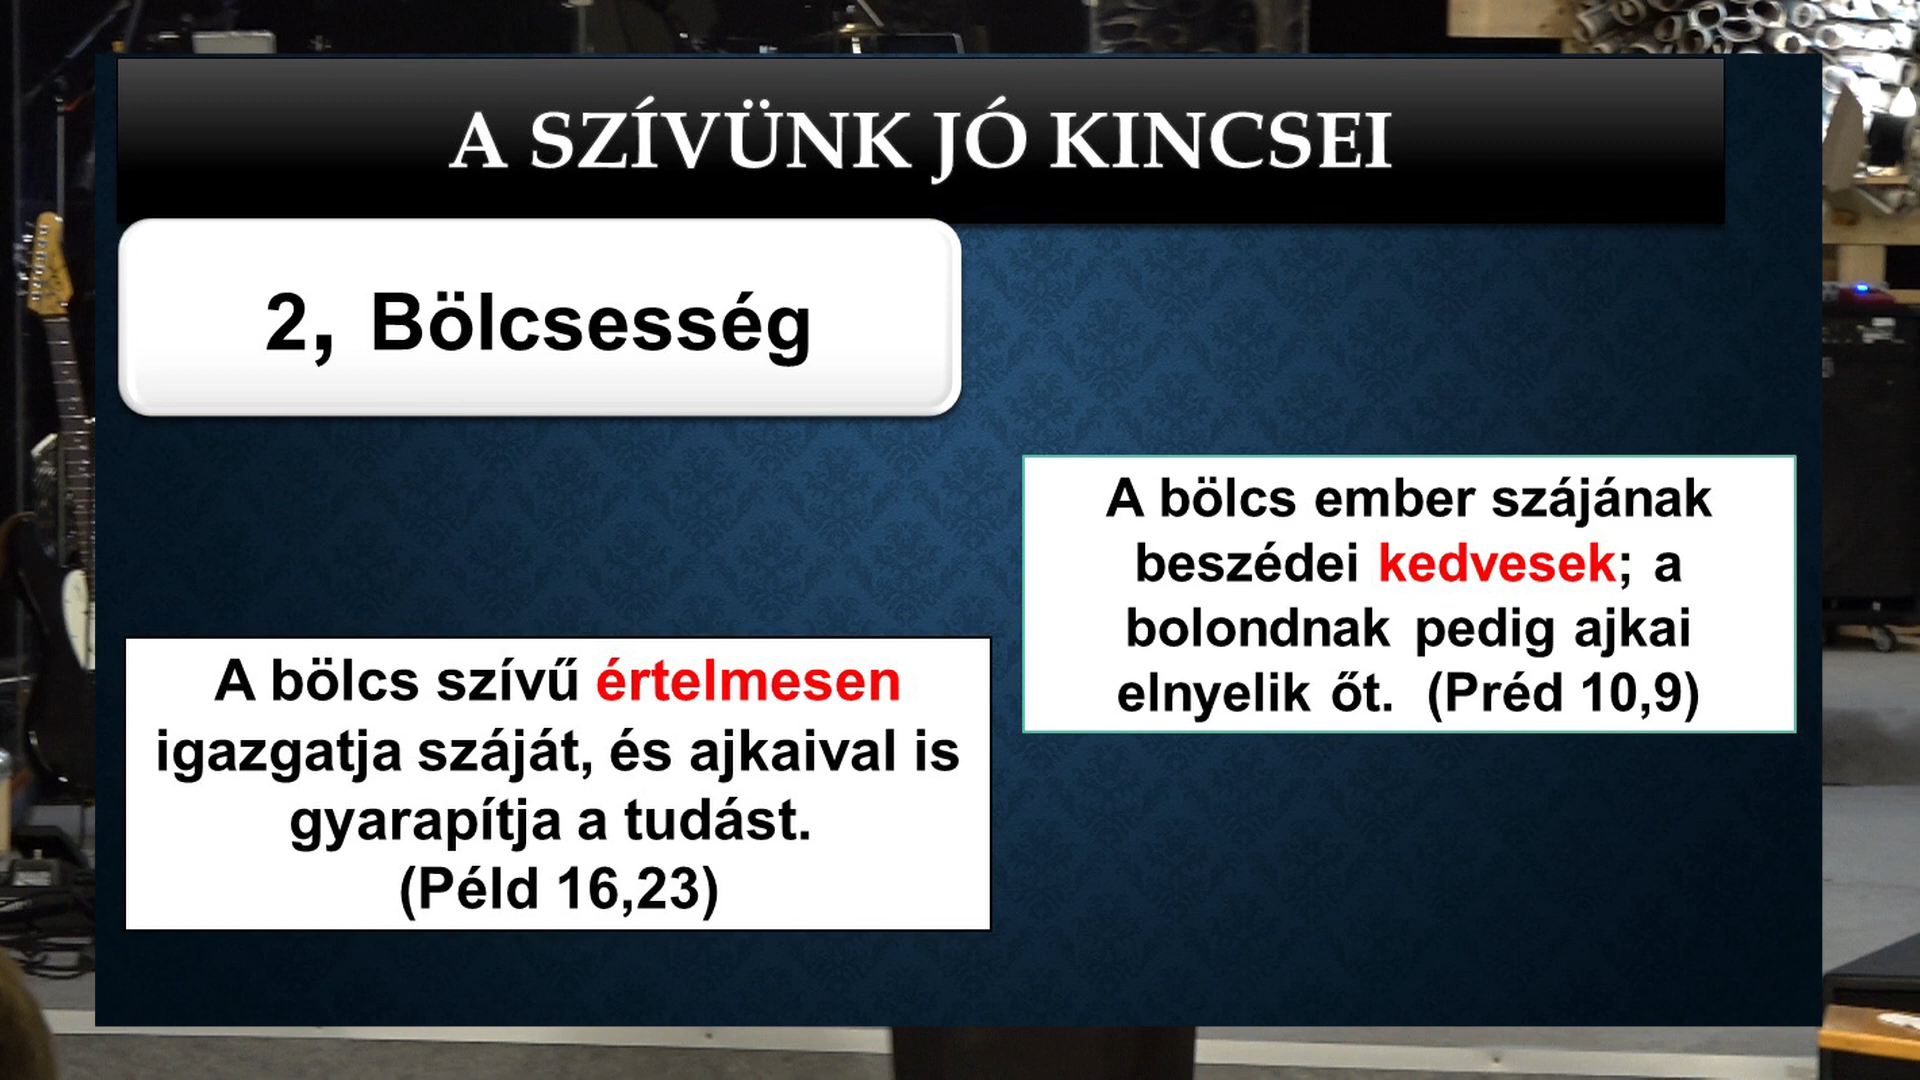 A SZÍVÜNK JÓ KINCSEI
2, Bölcsesség
A bölcs szívű értelmesen
igazgatja száját, és ajkaival is
gyarapítja a tudást.
(Péld 16,23)
A bölcs ember szájának
beszédei kedvesek; a
bolondnak pedig ajkai
elnyelik őt. (Préd 10,9)